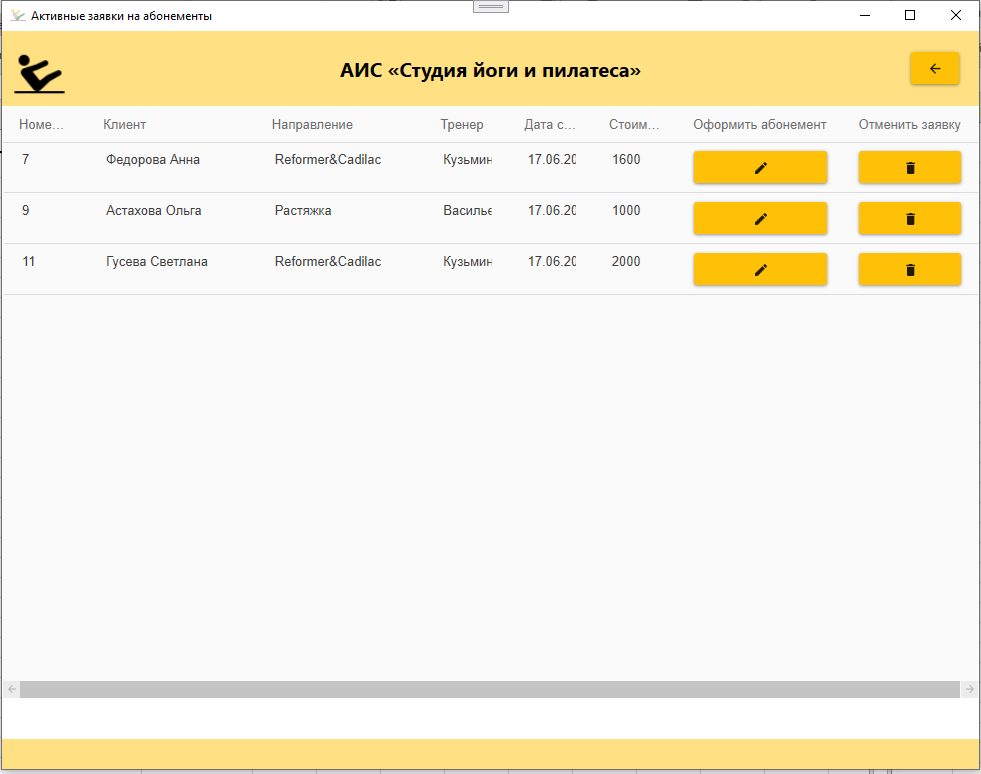 Активные заявки на абонементы
АИС «Студия йоги и пилатеса»
Номе... Клиент Направление Тренер Дата с... Стоим... Оформить абонемент Отменить заявку
7 Федорова Анна Reformer&Cadilac Кузьмин 17.06.20 1600
9 Астахова Ольга Растяжка Василье 17.06.20 1000
11 Гусева Светлана Reformer&Cadilac Кузьмин 17.06.20 2000